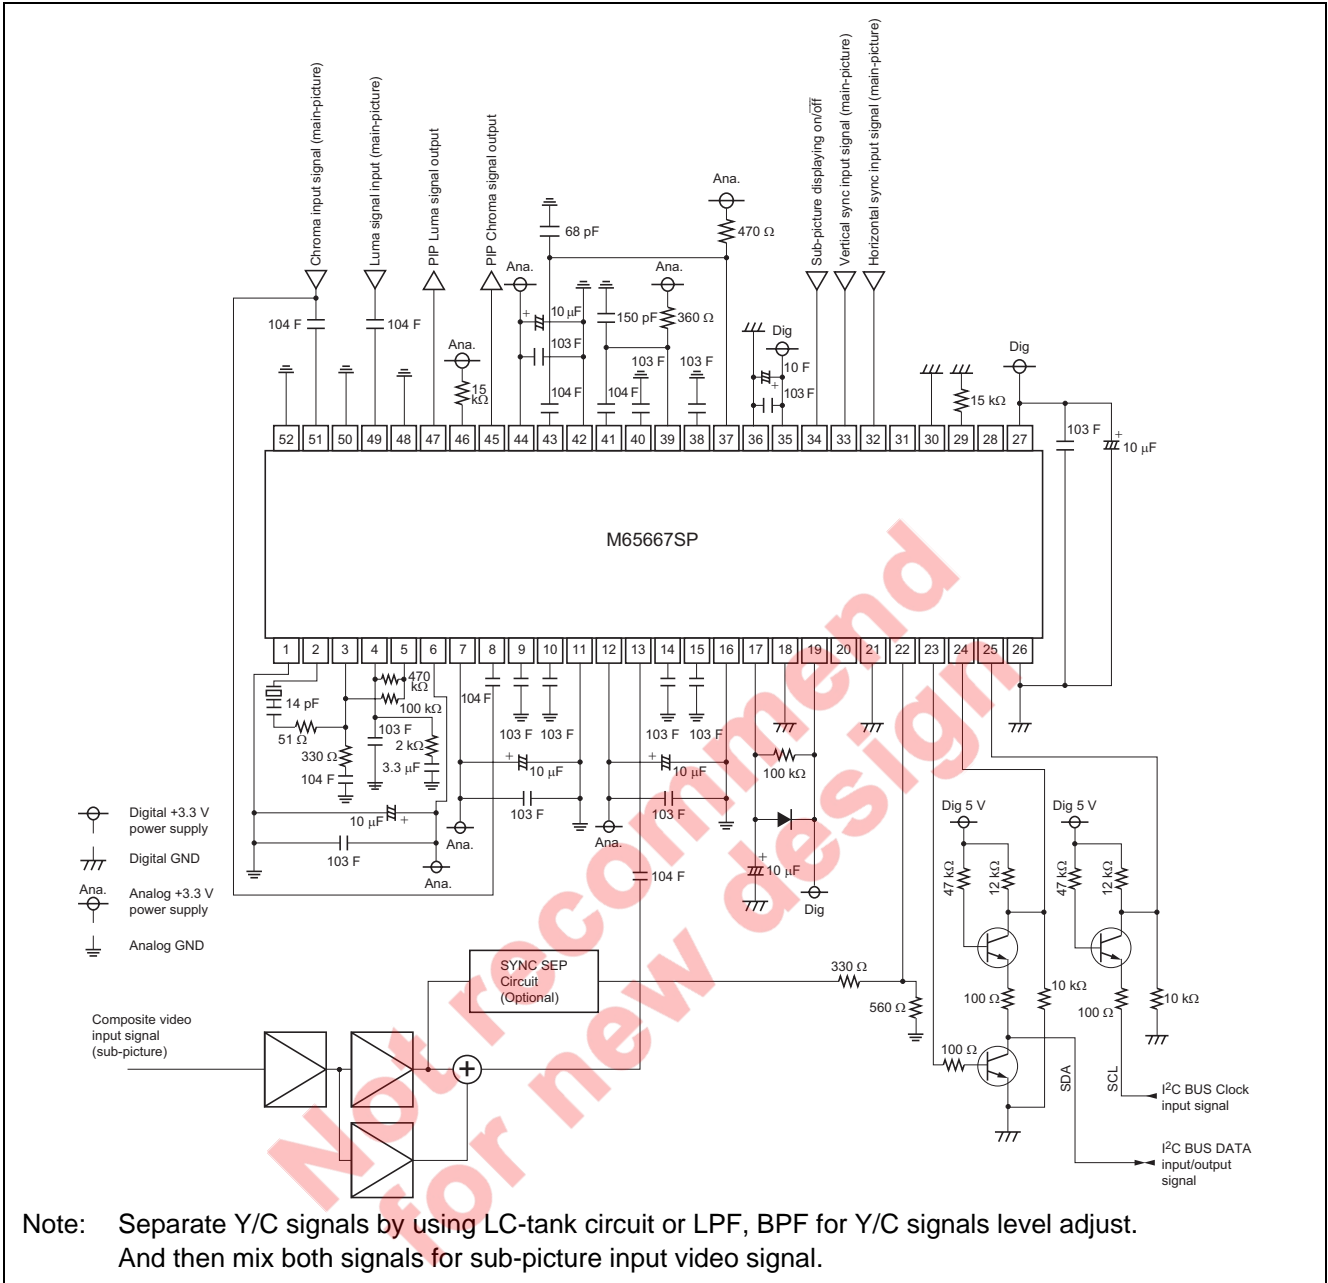 Chroma input signal (main-picture)
Luma signal input (main-picture)
PIP Luma signal output
PIP Chroma signal output
Sub-picture displaying on/off
Vertical sync input signal (main-picture)
Horizontal sync input signal (main-picture)
Ana.
470 Ω
68 pF
Ana.
Ana.
104 F
104 F
10 µF
150 pF
360 Ω
Dig
Ana.
103 F
103 F
103 F
10 F
Dig
15
kΩ
104 F
104 F
103 F
15 kΩ
103 F
10 µF
+
+
+
52 51 50 49 48 47 46 45 44 43 42 41 40 39 38 37 36 35 34 33 32 31 30 29 28 27
M65667SP
1 2 3 4 5 6 7 8 9 10 11 12 13 14 15 16 17 18 19 20 21 22 23 24 25 26
14 pF
470
kΩ
100 kΩ
104 F
51 Ω
330 Ω
104 F
103 F
2 kΩ
3.3 µF
103 F
103 F
103 F
103 F
+
10 µF
103 F
+
10 µF
103 F
100 kΩ
10 µF
+
103 F
Ana.
Ana.
Ana.
104 F
+
10 µF
Dig
Digital +3.3 V
power supply
Digital GND
Ana.
Analog +3.3 V
power supply
Analog GND
Dig 5 V
Dig 5 V
47 kΩ
12 kΩ
47 kΩ
12 kΩ
100 Ω
10 kΩ
100 Ω
10 kΩ
SYNC SEP
Circuit
(Optional)
330 Ω
560 Ω
Composite video
input signal
(sub-picture)
+
100 Ω
SDA
SCL
I2C BUS Clock
input signal
I2C BUS DATA
input/output
signal
Not recommend
for new design
Note: Separate Y/C signals by using LC-tank circuit or LPF, BPF for Y/C signals level adjust.
And then mix both signals for sub-picture input video signal.